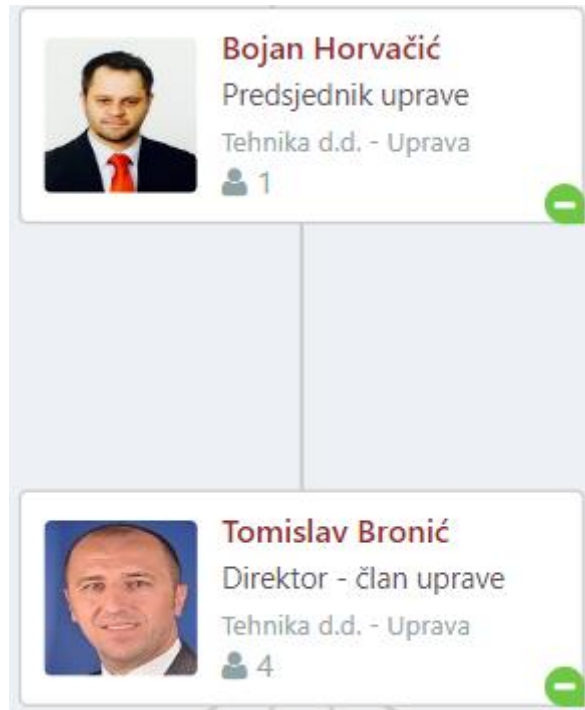 Bojan Horvačić
Predsjednik uprave
Tehnika d.d. - Uprava
1
Tomislav Bronić
Direktor - član uprave
Tehnika d.d. - Uprava
4